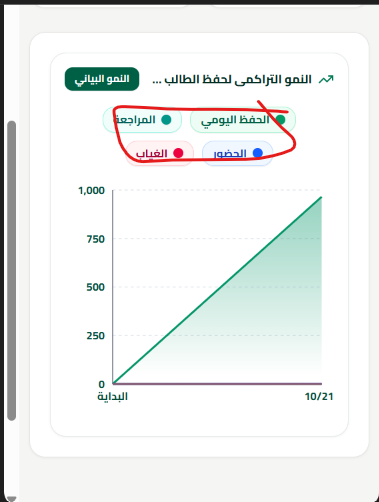 النمو التراكمي لحفظ الطالب ...
النمو البياني
الحفظ اليومي
المراجعة
الحضور
الغياب
1,000
750
500
250
0
البداية
10/21